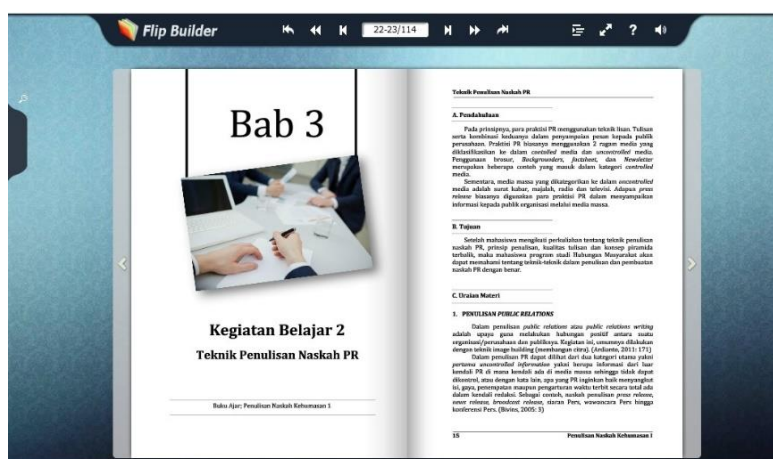 Flip Builder
22-23/114
Bab 3
Kegiatan Belajar 2
Teknik Penulisan Naskah PR
Buku Ajar; Penulisan Naskah Kehumasan 1
Teknik Penulisan Naskah PR
A. Pendahuluan
Pada prinsipnya, para praktisi PR menggunakan teknik lisan. Tulisan
serta kombinasi keduanya dalam penyampaian pesan kepada publik
perusahaan. Praktisi PR biasanya menggunakan 2 ragam media yang
diklasifikasikan ke dalam controlled media dan uncontrolled media.
Penggunaan brosur, Backgrounders, factsheet, dan Newsletter
merupakan beberapa contoh yang masuk dalam kategori controlled
media.
Sementara, media massa yang dikategorikan ke dalam uncontrolled
media adalah surat kabar, majalah, radio dan televisi. Adapun press
release biasanya digunakan para praktisi PR dalam menyampaikan
informasi kepada publik organisasi melalui media massa.
B. Tujuan
Setelah mahasiswa mengikuti perkuliahan tentang teknik penulisan
naskah PR, prinsip penulisan, kualitas tulisan dan konsep piramida
terbalik, maka mahasiswa program studi Hubungan Masyarakat akan
dapat memahami tentang teknik-teknik dalam penulisan dan pembuatan
naskah PR dengan benar.
C. Uraian Materi
1. PENULISAN PUBLIC RELATIONS
Dalam penulisan public relations atau public relations writing
adalah upaya guna melakukan hubungan positif antara suatu
organisasi/perusahaan dan publiknya. Kegiatan ini, umumnya dilakukan
dengan teknik image building (membangun citra). (Ardianto, 2011: 171)
Dalam penulisan PR dapat dilihat dari dua kategori utama yakni
pertama uncontrolled information yakni berupa informasi dari luar
kendali PR di mana kendali ada di media massa sehingga tidak dapat
dikontrol, atau dengan kata lain, apa yang PR inginkan baik menyangkut
isi, gaya, penempatan maupun pengaturan waktu terbit secara total ada
dalam kendali redaksi. Sebagai contoh, naskah penulisan press release,
news release, broadcast release, siaran Pers, wawancara Pers hingga
konferensi Pers. (Bivins, 2005: 3)
15 Penulisan Naskah Kehumasan I